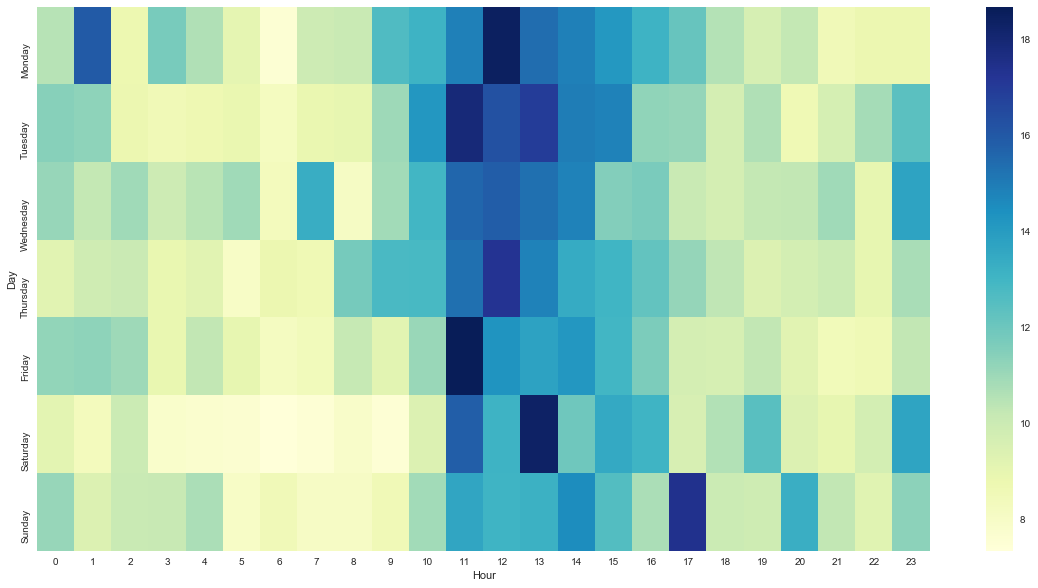 Monday
Tuesday
Wednesday
Thursday
Friday
Saturday
Sunday
Day
0 1 2 3 4 5 6 7 8 9 10 11 12 13 14 15 16 17 18 19 20 21 22 23
Hour
18
16
14
12
10
8